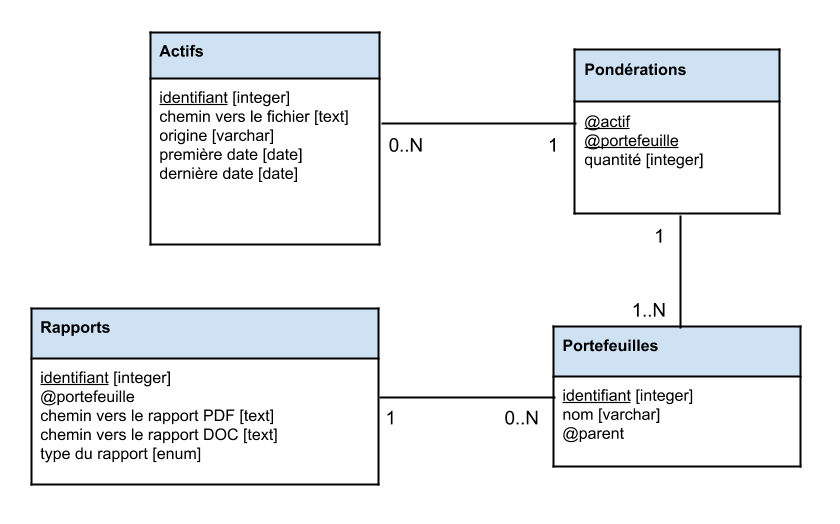 Actifs
identifiant [integer]
chemin vers le fichier [text]
origine [varchar]
première date [date]
dernière date [date]
0..N
1
Pondérations
@actif
@portefeuille
quantité [integer]
1
1..N
Rapports
identifiant [integer]
@portefeuille
chemin vers le rapport PDF [text]
chemin vers le rapport DOC [text]
type du rapport [enum]
1
0..N
Portefeuilles
identifiant [integer]
nom [varchar]
@parent